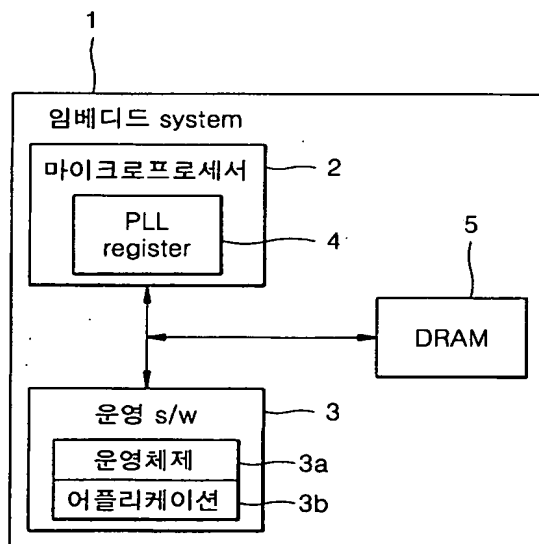 1
임베디드 system
마이크로프로세서
2
PLL
register
4
5
DRAM
운영 s/w
3
운영체제
3a
어플리케이션
3b